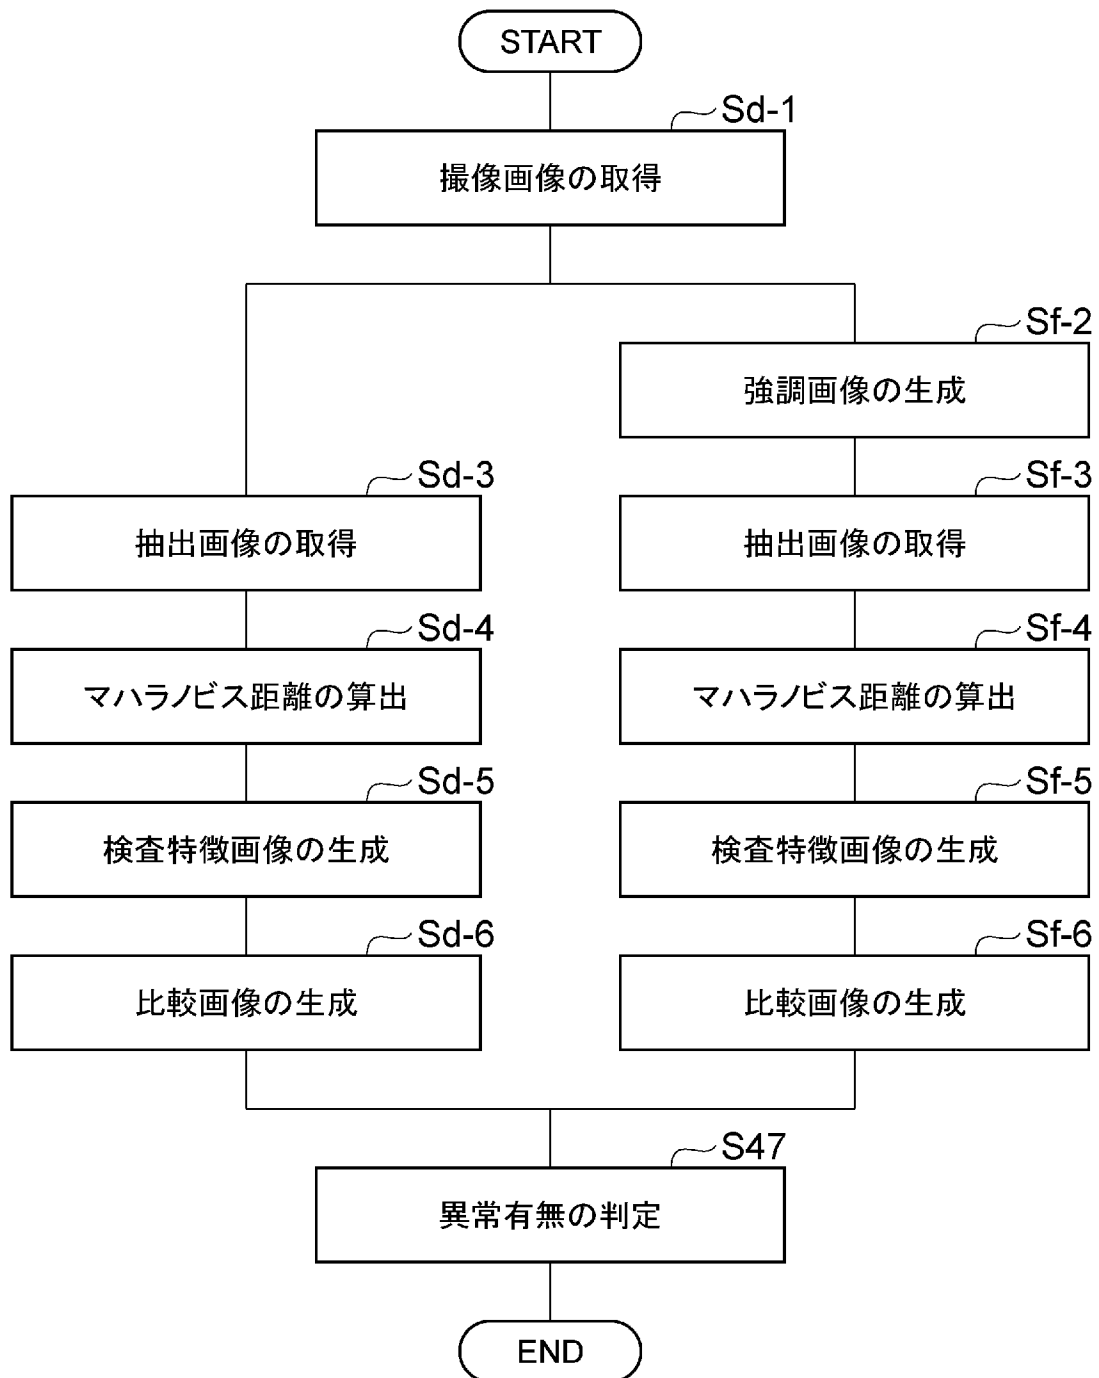 START
Sd-1
撮像画像の取得
Sf-2
強調画像の生成
Sd-3
抽出画像の取得
Sf-3
抽出画像の取得
Sd-4
マハラノビス距離の算出
Sf-4
マハラノビス距離の算出
Sd-5
検査特徴画像の生成
Sf-5
検査特徴画像の生成
Sd-6
比較画像の生成
Sf-6
比較画像の生成
S47
異常有無の判定
END